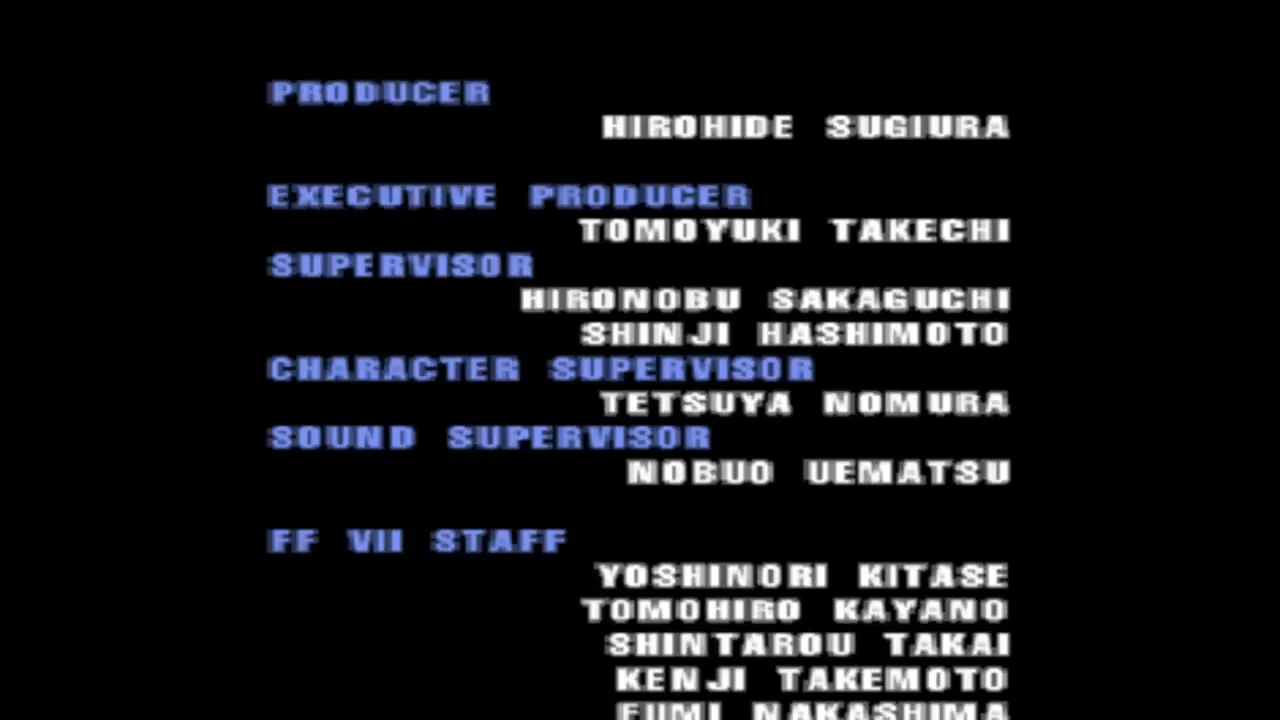 PRODUCER
HIROHIDE SUGIURA
EXECUTIVE PRODUCER
TOMOYUKI TAKECHI
SUPERVISOR
HIRONOBU SAKAGUCHI
SHINJI HASHIMOTO
CHARACTER SUPERVISOR
TETSUYA NOMURA
SOUND SUPERVISOR
NOBUO UEMATSU
FF VII STAFF
YOSHINORI KITASE
TOMOHIRO KAYANO
SHINTAROU TAKAI
KENJI TAKEMOTO
FUMI NAKASHIMA